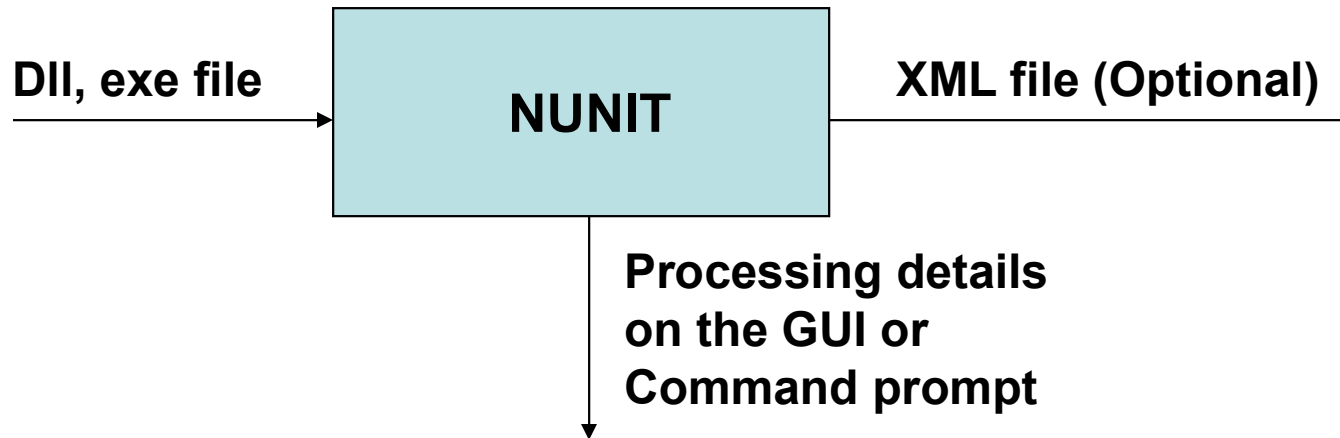 Dll, exe file
NUNIT
XML file (Optional)
Processing details
on the GUI or
Command prompt